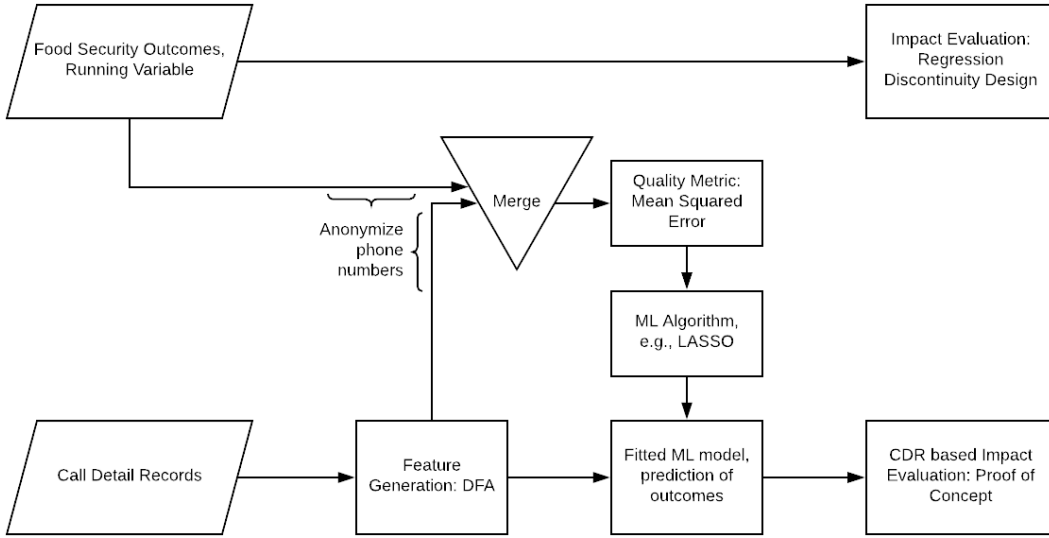 Food Security Outcomes,
Running Variable
Impact Evaluation:
Regression
Discontinuity Design
Merge
Quality Metric:
Mean Squared
Error
Anonymize
phone
numbers
ML Algorithm,
e.g., LASSO
Call Detail Records
Feature
Generation: DFA
Fitted ML model,
prediction of
outcomes
CDR based Impact
Evaluation: Proof of
Concept